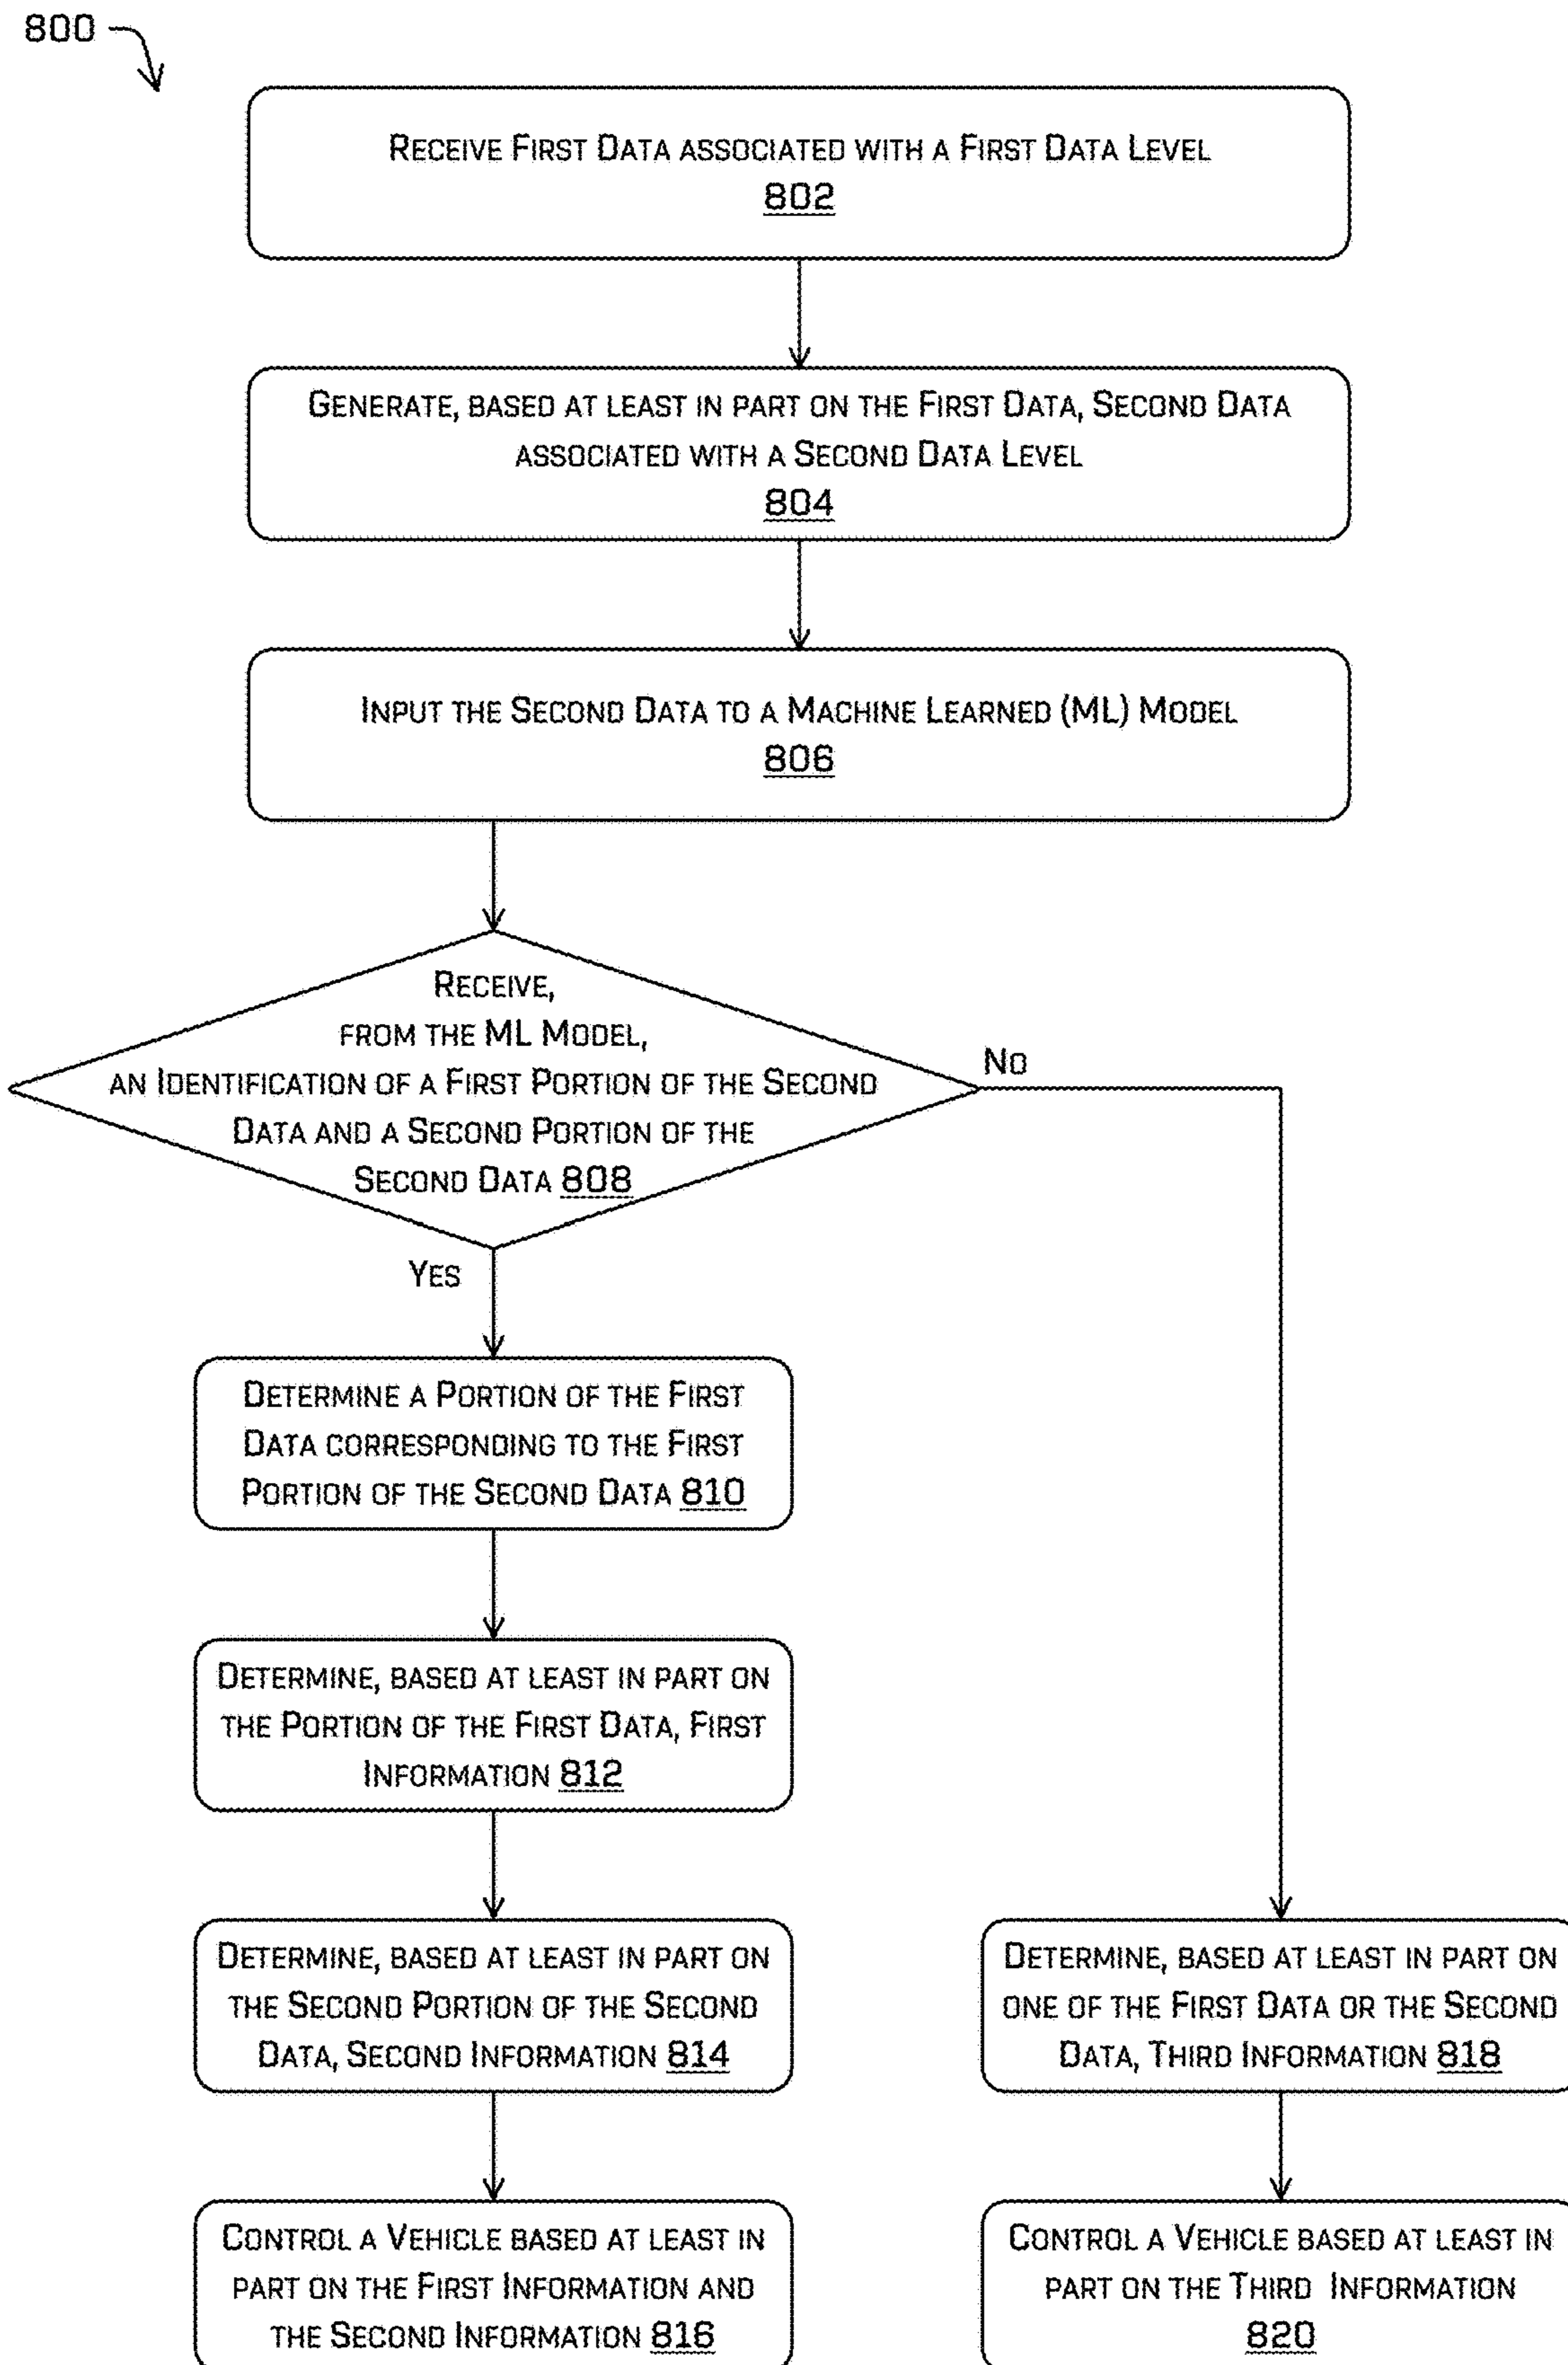 800
Receive First Data associated with a First Data Level
802
Generate, based at least in part on the First Data, Second Data
associated with a Second Data Level
804
Input the Second Data to a Machine Learned (ML) Model
806
Receive,
from the ML Model,
an Identification of a First Portion of the Second
Data and a Second Portion of the
Second Data 808
No
Yes
Determine a Portion of the First
Data corresponding to the First
Portion of the Second Data 810
Determine, based at least in part on
the Portion of the First Data, First
Information 812
Determine, based at least in part on
the Second Portion of the Second
Data, Second Information 814
Control a Vehicle based at least in
part on the First Information and
the Second Information 816
Determine, based at least in part on
one of the First Data or the Second
Data, Third Information 818
Control a Vehicle based at least in
part on the Third Information
820